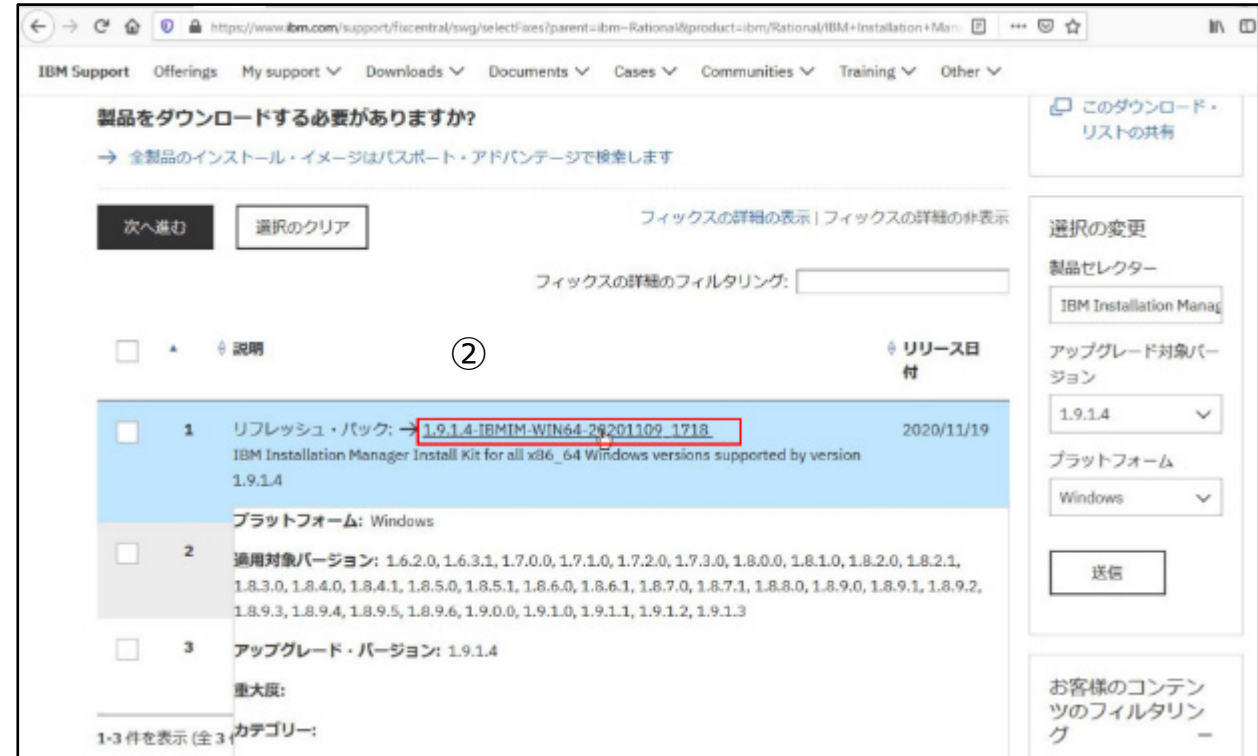 https://www.ibm.com/support/fixcentral/swg/selectFixes?parent=ibm~Rational&product=ibm/Rational/IBM+Installation+Man
IBM Support Offerings My support Downloads Documents Cases Communities Training Other
製品をダウンロードする必要がありますか?
→ 全製品のインストール・イメージはパスポート・アドバンテージで検索します
次へ進む 選択のクリア
フィックスの詳細の表示 | フィックスの詳細の非表示
フィックスの詳細のフィルタリング:
説明
②
リリース日
付
1 リフレッシュ・パック: → 1.9.1.4-IBMIM-WIN64-20201109_1718 2020/11/19
IBM Installation Manager Install Kit for all x86_64 Windows versions supported by version
1.9.1.4
プラットフォーム: Windows
2
適用対象バージョン: 1.6.2.0, 1.6.3.1, 1.7.0.0, 1.7.1.0, 1.7.2.0, 1.7.3.0, 1.8.0.0, 1.8.1.0, 1.8.2.0, 1.8.2.1,
1.8.3.0, 1.8.4.0, 1.8.4.1, 1.8.5.0, 1.8.5.1, 1.8.6.0, 1.8.6.1, 1.8.7.0, 1.8.7.1, 1.8.8.0, 1.8.9.0, 1.8.9.1, 1.8.9.2,
1.8.9.3, 1.8.9.4, 1.8.9.5, 1.8.9.6, 1.9.0.0, 1.9.1.0, 1.9.1.1, 1.9.1.2, 1.9.1.3
3 アップグレード・バージョン: 1.9.1.4
重大度:
カテゴリー:
1-3 件を表示 (全 3
このダウンロード・
リストの共有
選択の変更
製品セレクター
IBM Installation Manag
アップグレード対象バー
ジョン
1.9.1.4
プラットフォーム
Windows
送信
お客様のコンテン
ツのフィルタリン
グ